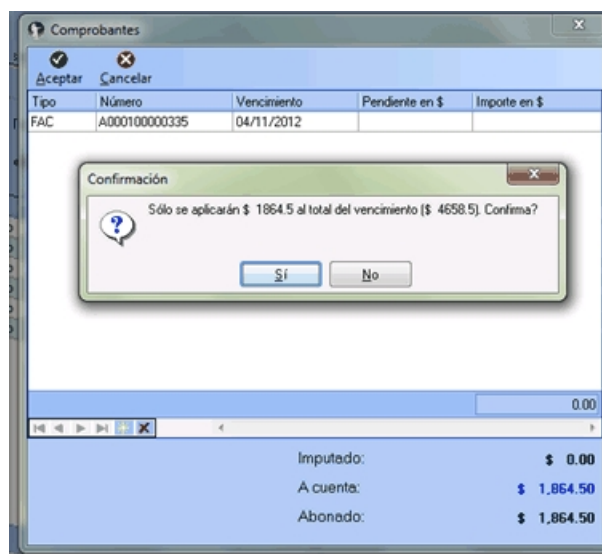 Comprobantes
Aceptar Cancelar
Tipo Número Vencimiento Pendiente en $ Importe en $
FAC A000100000335 04/11/2012
Confirmación
Sólo se aplicarán $ 1864.5 al total del vencimiento ($ 4658.5). Confirma?
Sí No
0.00
Imputado: $ 0.00
A cuenta: $ 1,864.50
Abonado: $ 1,864.50